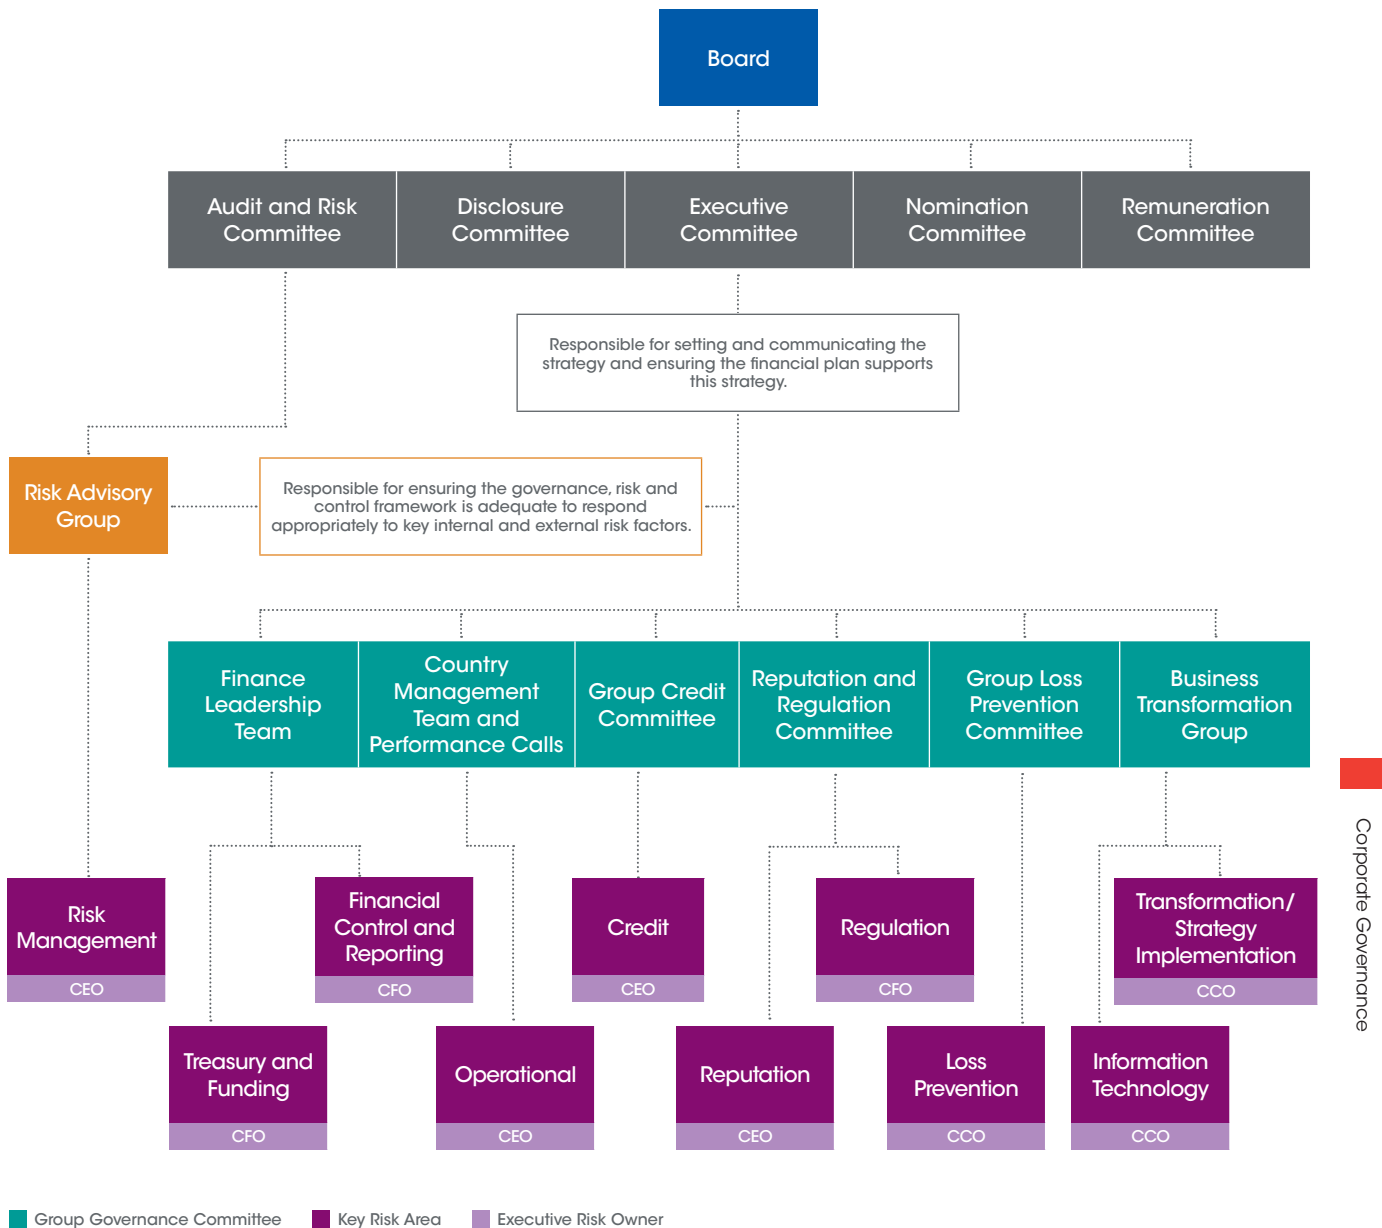 Board
Audit and Risk
Committee
Disclosure
Committee
Executive
Committee
Nomination
Committee
Remuneration
Committee
Responsible for setting and communicating the
strategy and ensuring the financial plan supports
this strategy.
Risk Advisory
Group
Responsible for ensuring the governance, risk and
control framework is adequate to respond
appropriately to key internal and external risk factors.
Finance
Leadership
Team
Country
Management
Team and
Performance Calls
Group Credit
Committee
Reputation and
Regulation
Committee
Group Loss
Prevention
Committee
Business
Transformation
Group
Risk
Management
CEO
Financial
Control and
Reporting
CFO
Credit
CEO
Regulation
CFO
Transformation/
Strategy
Implementation
CCO
Treasury and
Funding
CFO
Operational
CEO
Reputation
CEO
Loss
Prevention
CCO
Information
Technology
CCO
Corporate Governance
Group Governance Committee
Key Risk Area
Executive Risk Owner